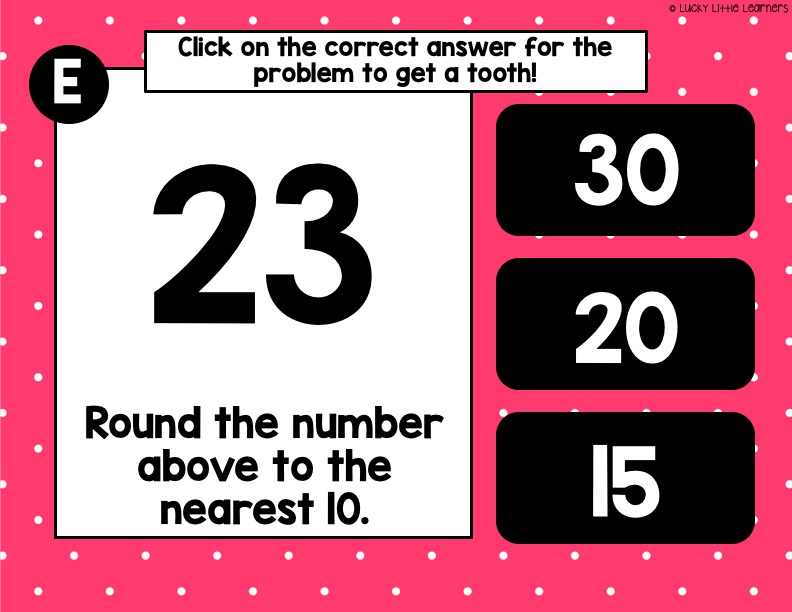 © Lucky Little Learners
Click on the correct answer for the
problem to get a tooth!
E
23
Round the number
above to the
nearest 10.
30
20
15